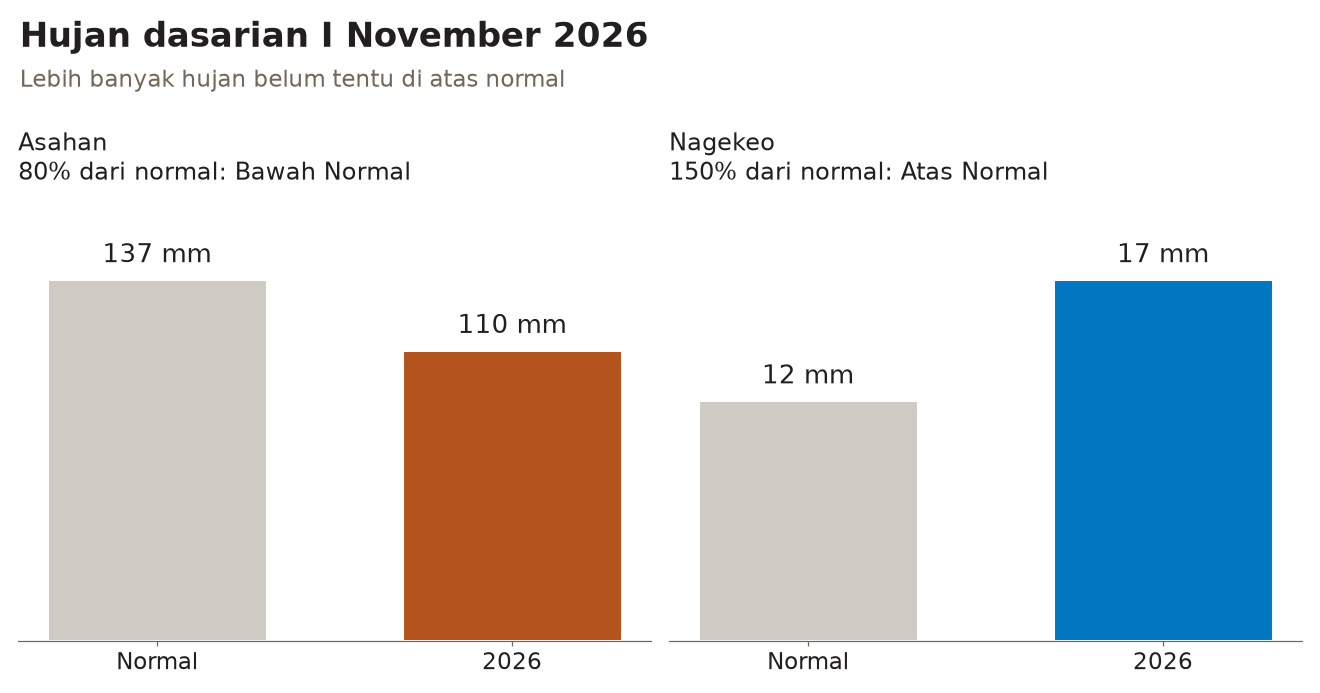 Hujan dasarian I November 2026
Lebih banyak hujan belum tentu di atas normal
Asahan
80% dari normal: Bawah Normal
137 mm
110 mm
Normal
2026
Nagekeo
150% dari normal: Atas Normal
12 mm
17 mm
Normal
2026